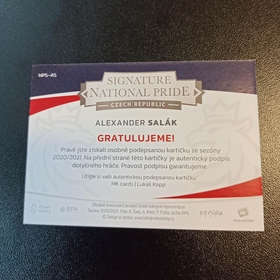 NPS-AS
SIGNATURE
NATIONAL PRIDE
CZECH REPUBLIC
ALEXANDER SALÁK
GRATULUJEME!
Právě jste získali osobně podepsanou kartičku ze sezóny
2020/2021. Na přední straně této kartičky je autentický podpis
dotyčného hráče. Pravost podpisu garantujeme.
Užijte si vaši autentickou podepsanou kartičku
MK cards | Lukáš Kopp